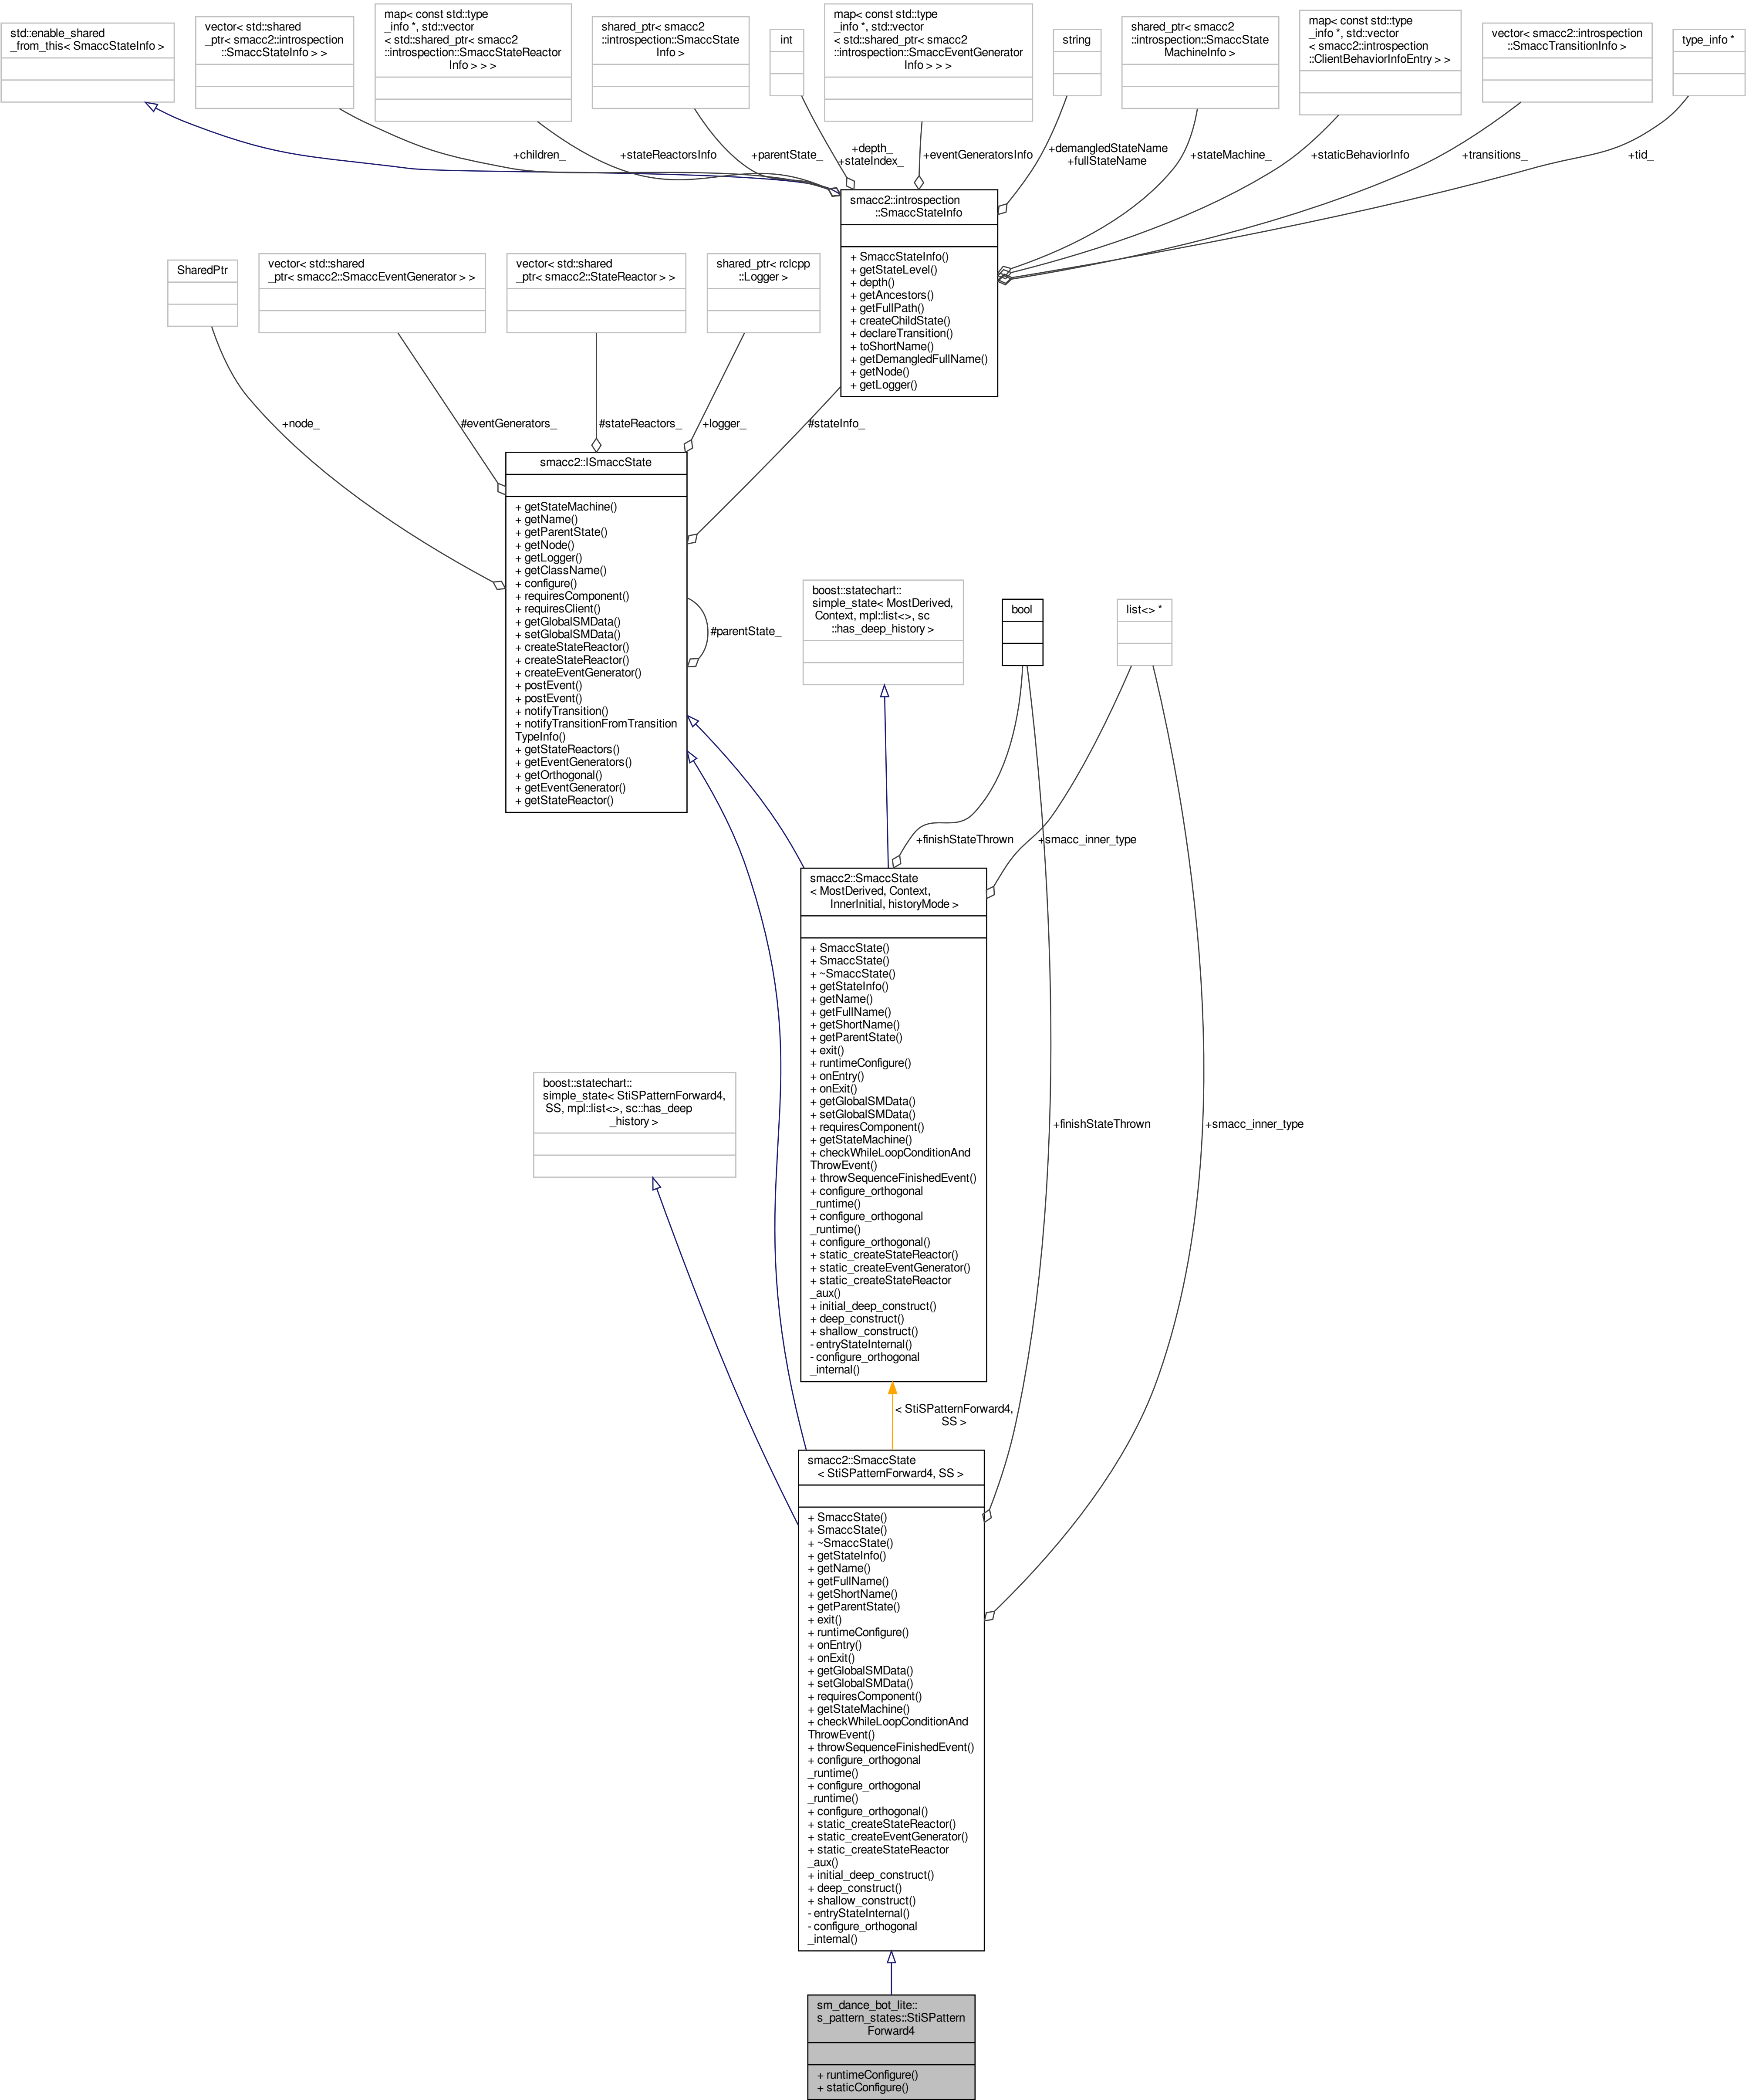 std::enable_shared
_from_this< SmaccStateInfo >
vector< std::shared
_ptr< smacc2::introspection
::SmaccStateInfo > >
map< const std::type
_info *, std::vector
< std::shared_ptr< smacc2
::introspection::SmaccStateReactor
Info > > >
shared_ptr< smacc2
::introspection::SmaccState
Info >
int
map< const std::type
_info *, std::vector
< std::shared_ptr< smacc2
::introspection::SmaccEventGenerator
Info > > >
string
shared_ptr< smacc2
::introspection::SmaccState
MachineInfo >
map< const std::type
_info *, std::vector
< smacc2::introspection
::ClientBehaviorInfoEntry > >
vector< smacc2::introspection
::SmaccTransitionInfo >
type_info *
+children_
+stateReactorsInfo
+parentState_
+depth_
+stateIndex_
+eventGeneratorsInfo
+demangledStateName
+fullStateName
+stateMachine_
+staticBehaviorInfo
+transitions_
+tid_
smacc2::introspection
::SmaccStateInfo
+ SmaccStateInfo()
+ getStateLevel()
+ depth()
+ getAncestors()
+ getFullPath()
+ createChildState()
+ declareTransition()
+ toShortName()
+ getDemangledFullName()
+ getNode()
+ getLogger()
SharedPtr
vector< std::shared
_ptr< smacc2::SmaccEventGenerator > >
vector< std::shared
_ptr< smacc2::StateReactor > >
shared_ptr< rclcpp
::Logger >
+node_
#eventGenerators_
#stateReactors_
+logger_
#stateInfo_
smacc2::ISmaccState
+ getStateMachine()
+ getName()
+ getParentState()
+ getNode()
+ getLogger()
+ getClassName()
+ configure()
+ requiresComponent()
+ requiresClient()
+ getGlobalSMData()
+ setGlobalSMData()
+ createStateReactor()
+ createStateReactor()
+ createEventGenerator()
+ postEvent()
+ postEvent()
+ notifyTransition()
+ notifyTransitionFromTransition
TypeInfo()
+ getStateReactors()
+ getEventGenerators()
+ getOrthogonal()
+ getEventGenerator()
+ getStateReactor()
#parentState_
boost::statechart::
simple_state< MostDerived,
Context, mpl::list<>, sc
::has_deep_history >
bool
list<> *
+finishStateThrown
+smacc_inner_type
smacc2::SmaccState
< MostDerived, Context,
InnerInitial, historyMode >
+ SmaccState()
+ SmaccState()
+ ~SmaccState()
+ getStateInfo()
+ getName()
+ getFullName()
+ getShortName()
+ getParentState()
+ exit()
+ runtimeConfigure()
+ onEntry()
+ onExit()
+ getGlobalSMData()
+ setGlobalSMData()
+ requiresComponent()
+ getStateMachine()
+ checkWhileLoopConditionAnd
ThrowEvent()
+ throwSequenceFinishedEvent()
+ configure_orthogonal
_runtime()
+ configure_orthogonal
_runtime()
+ configure_orthogonal()
+ static_createStateReactor()
+ static_createEventGenerator()
+ static_createStateReactor
_aux()
+ initial_deep_construct()
+ deep_construct()
+ shallow_construct()
- entryStateInternal()
- configure_orthogonal
_internal()
boost::statechart::
simple_state< StiSPatternForward4,
SS, mpl::list<>, sc::has_deep
_history >
+finishStateThrown
+smacc_inner_type
< StiSPatternForward4,
SS >
smacc2::SmaccState
< StiSPatternForward4, SS >
+ SmaccState()
+ SmaccState()
+ ~SmaccState()
+ getStateInfo()
+ getName()
+ getFullName()
+ getShortName()
+ getParentState()
+ exit()
+ runtimeConfigure()
+ onEntry()
+ onExit()
+ getGlobalSMData()
+ setGlobalSMData()
+ requiresComponent()
+ getStateMachine()
+ checkWhileLoopConditionAnd
ThrowEvent()
+ throwSequenceFinishedEvent()
+ configure_orthogonal
_runtime()
+ configure_orthogonal
_runtime()
+ configure_orthogonal()
+ static_createStateReactor()
+ static_createEventGenerator()
+ static_createStateReactor
_aux()
+ initial_deep_construct()
+ deep_construct()
+ shallow_construct()
- entryStateInternal()
- configure_orthogonal
_internal()
sm_dance_bot_lite::
s_pattern_states::StiSPattern
Forward4
+ runtimeConfigure()
+ staticConfigure()